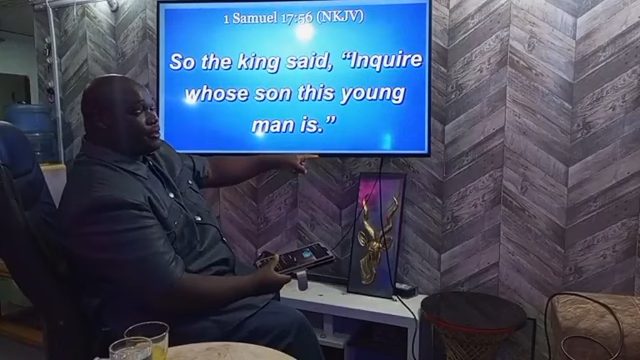 1 Samuel 17:56 (NKJV)
So the king said, “Inquire
whose son this young
man is.”